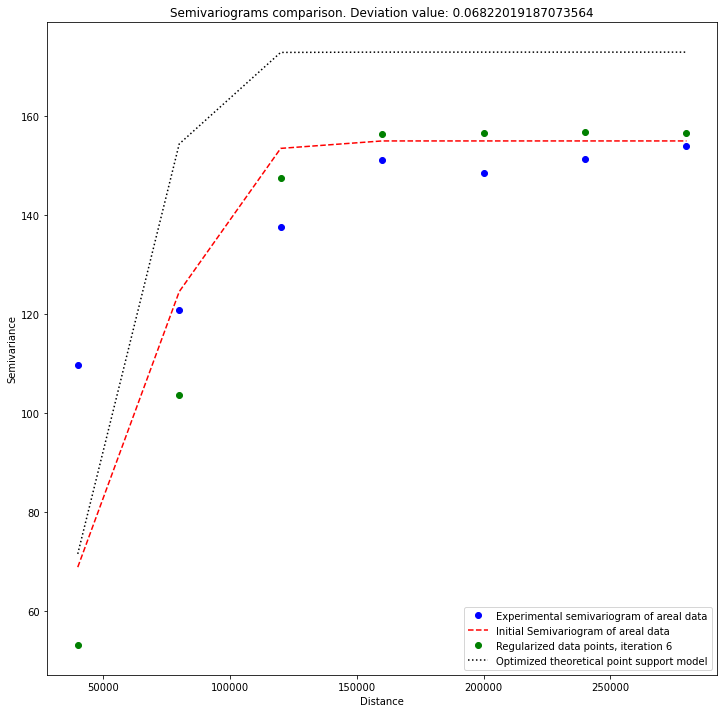 Semivariograms comparison. Deviation value: 0.06822019187073564
Semivariance
160
140
120
100
80
60
50000
100000
150000
200000
250000
Distance
Experimental semivariogram of areal data
Initial Semivariogram of areal data
Regularized data points, iteration 6
Optimized theoretical point support model